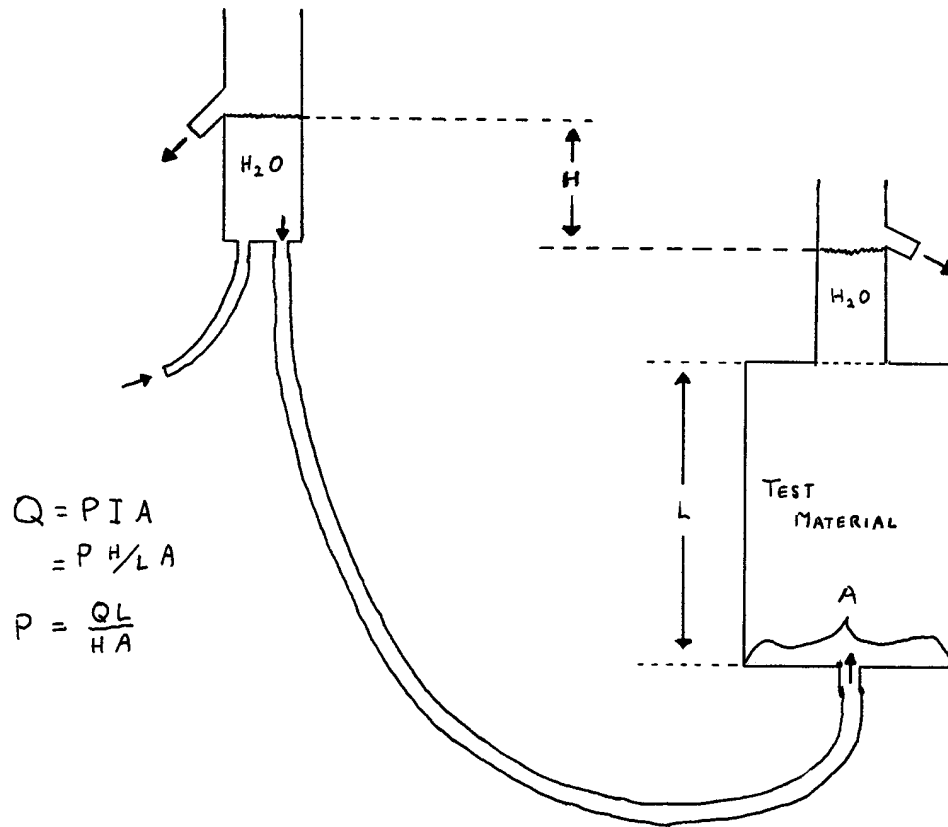 H₂O
H
H₂O
L
TEST
MATERIAL
A
Q = P I A
= P H/L A
P = QL
HA